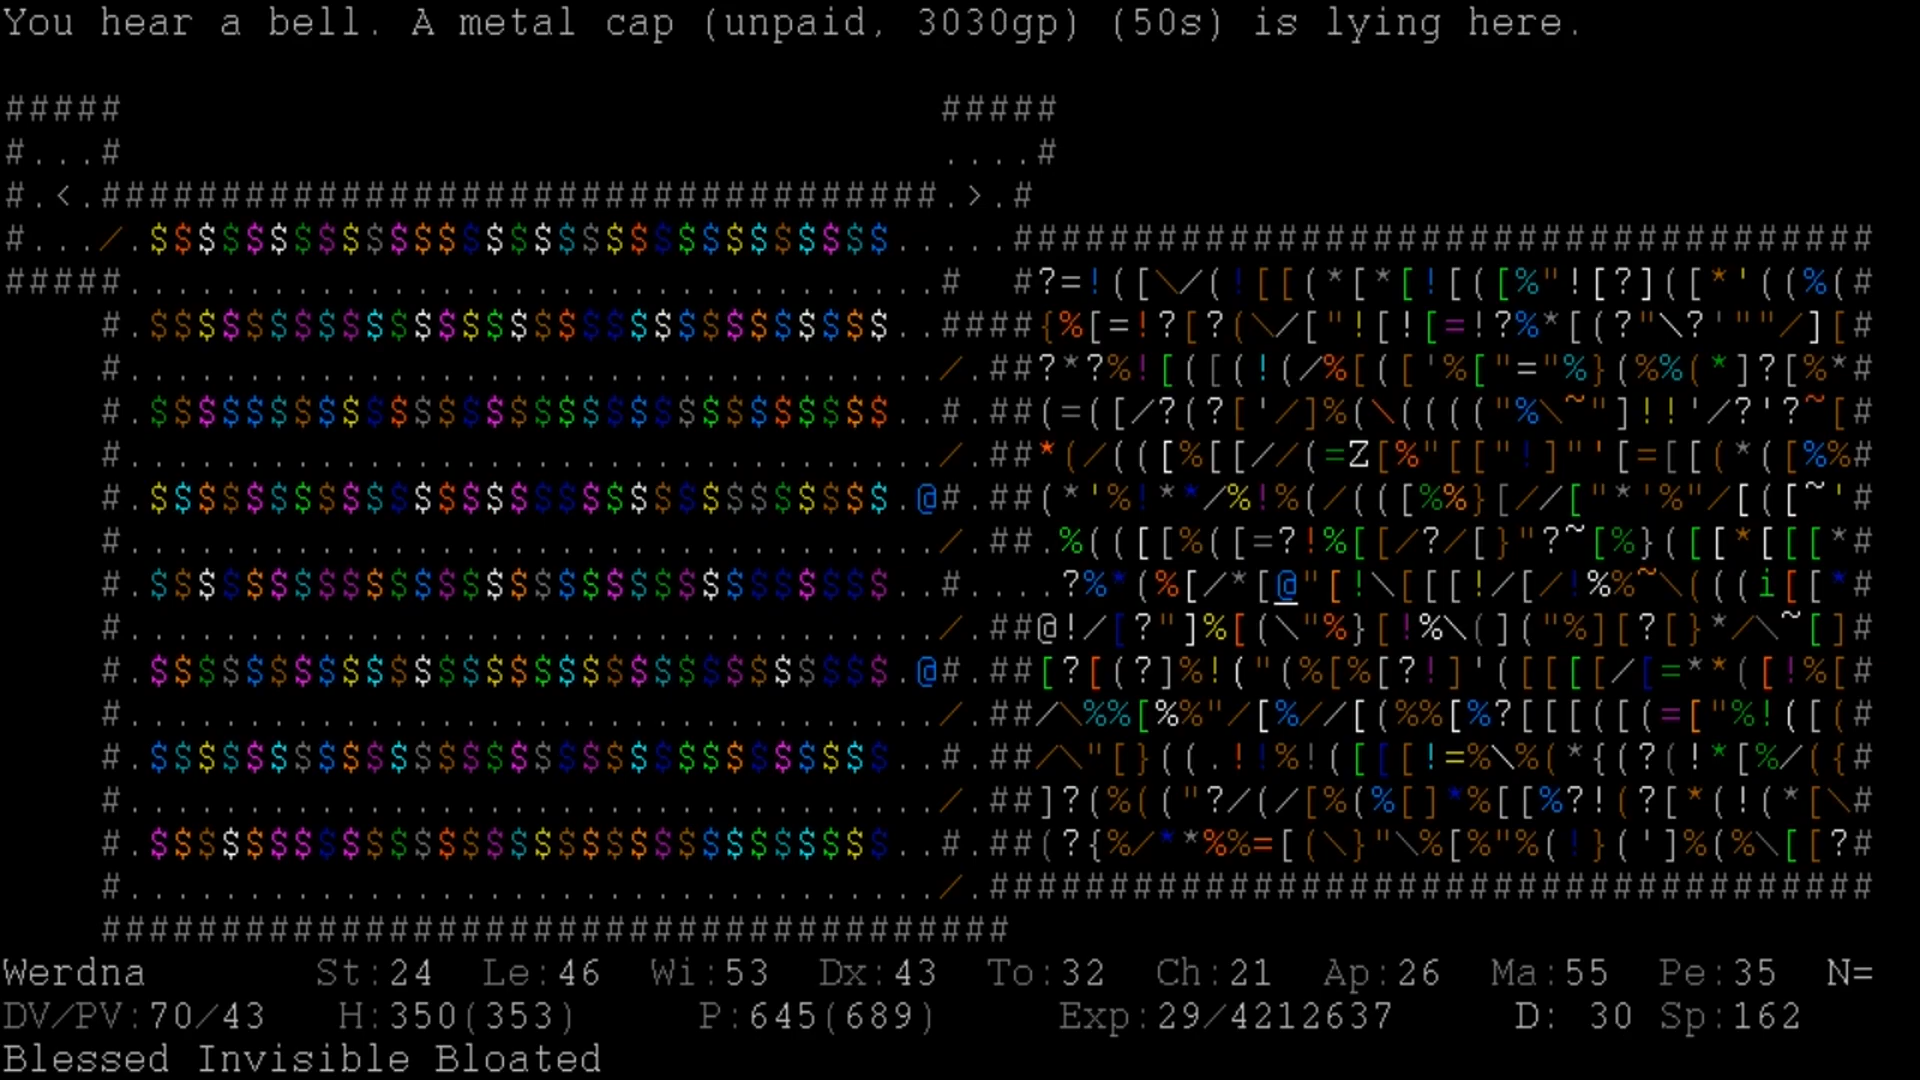 You hear a bell. A metal cap (unpaid, 3030gp) (50s) is lying here.
Werdna St:24 Le:46 Wi:53 Dx:43 To:32 Ch:21 Ap:26 Ma:55 Pe:35 N=
DV/PV:70/43 H:350(353) P:645(689) Exp:29/4212637 D: 30 Sp:162
Blessed Invisible Bloated